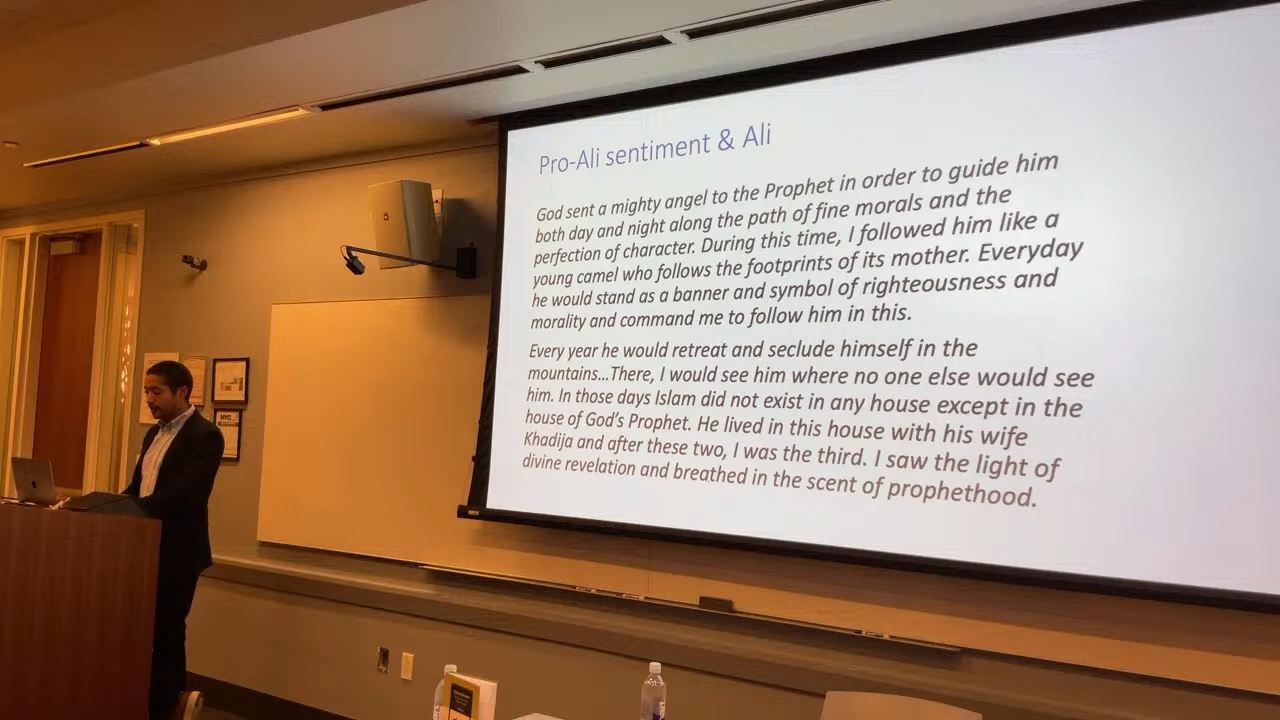 Pro-Ali sentiment & Ali
God sent a mighty angel to the Prophet in order to guide him
both day and night along the path of fine morals and the
perfection of character. During this time, I followed him like a
young camel who follows the footprints of its mother. Everyday
he would stand as a banner and symbol of righteousness and
morality and command me to follow him in this.
Every year he would retreat and seclude himself in the
mountains...There, I would see him where no one else would see
him. In those days Islam did not exist in any house except in the
house of God's Prophet. He lived in this house with his wife
Khadija and after these two, I was the third. I saw the light of
divine revelation and breathed in the scent of prophethood.